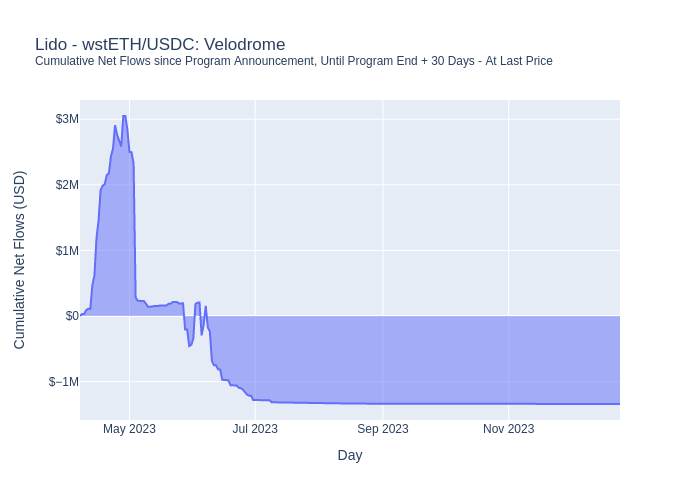 Lido - wstETH/USDC: Velodrome
Cumulative Net Flows since Program Announcement, Until Program End + 30 Days - At Last Price
Cumulative Net Flows (USD)
$3M
$2M
$1M
$0
$−1M
May 2023
Jul 2023
Sep 2023
Nov 2023
Day